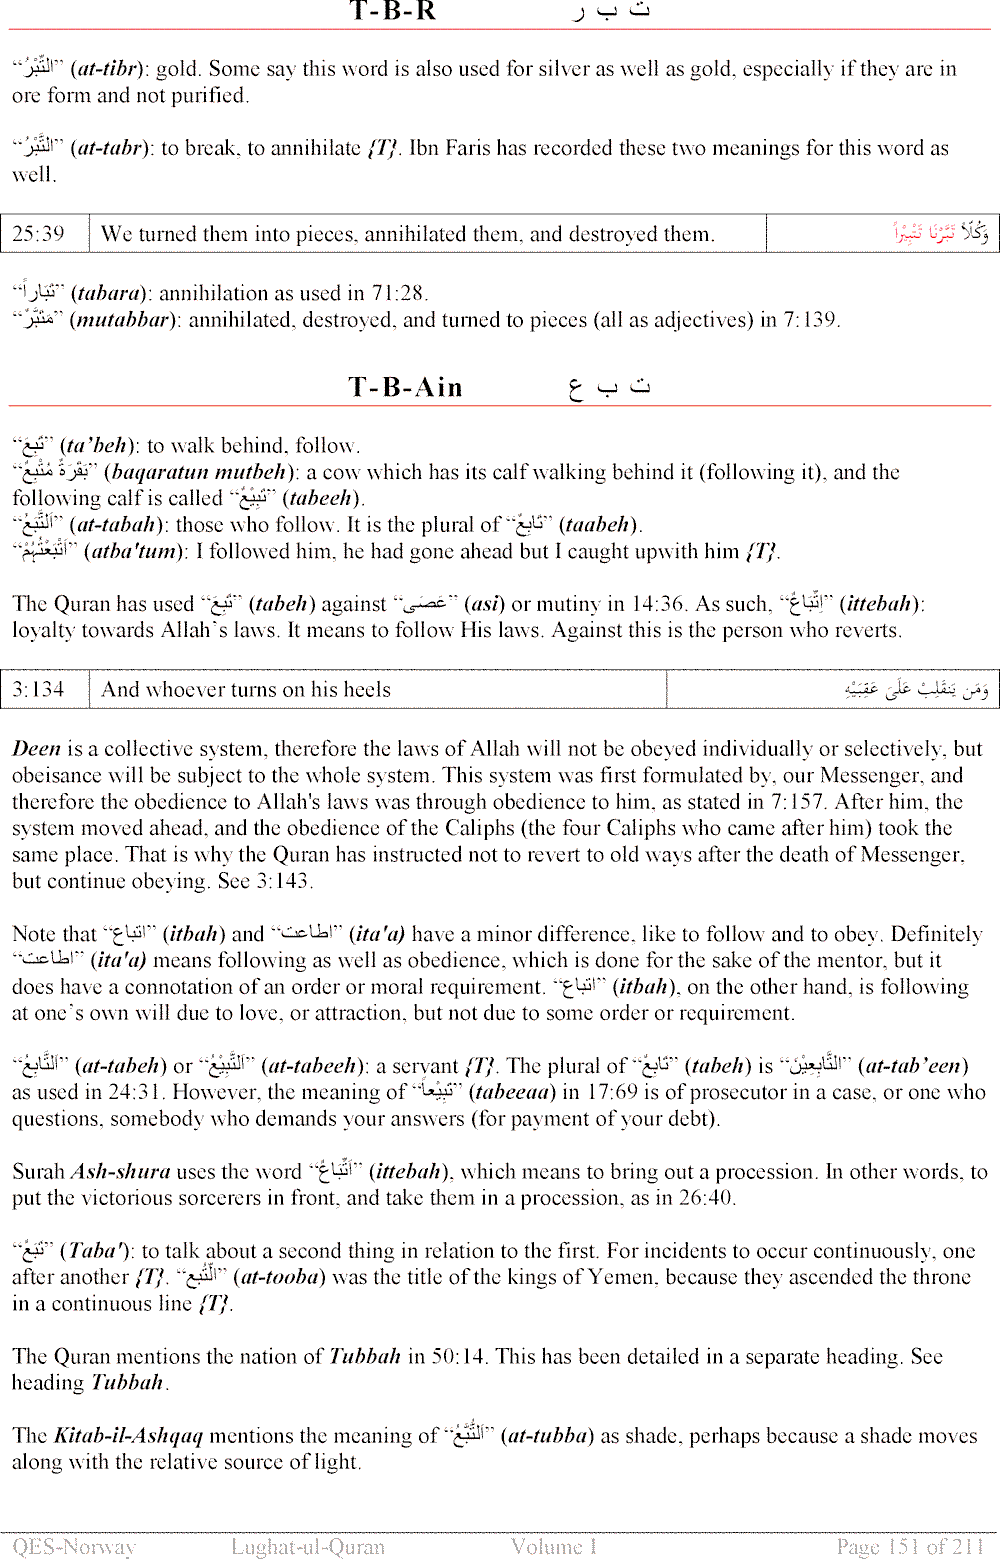 T-B-R ت ب ر
“التِّبْرُ” (at-tibr): gold. Some say this word is also used for silver as well as gold, especially if they are in
ore form and not purified.
“التَّبْرُ” (at-tabr): to break, to annihilate {T}. Ibn Faris has recorded these two meanings for this word as
well.
25:39 We turned them into pieces, annihilated them, and destroyed them. وَكُلّاً تَبَّرْنَا تَتْبِيْراً
“تَبَاراً” (tabara): annihilation as used in 71:28.
“مَتَبَّرٌ” (mutabbar): annihilated, destroyed, and turned to pieces (all as adjectives) in 7:139.
T-B-Ain ت ب ع
“تَبِعَ” (ta’beh): to walk behind, follow.
“بَقَرَةٌ مُتْبِعٌ” (baqaratun mutbeh): a cow which has its calf walking behind it (following it), and the
following calf is called “تَبِيْعٌ” (tabeeh).
“اَلتَّبَعُ” (at-tabah): those who follow. It is the plural of “تَابِعٌ” (taabeh).
“اَتْبَعْتُهُمْ” (atba'tum): I followed him, he had gone ahead but I caught upwith him {T}.
The Quran has used “تَبِعَ” (tabeh) against “عَصَى” (asi) or mutiny in 14:36. As such, “اِتِّبَاعٌ” (ittebah):
loyalty towards Allah`s laws. It means to follow His laws. Against this is the person who reverts.
3:134 And whoever turns on his heels وَمَن يَنقَلِبْ عَلَىَ عَقِبَيْهِ
Deen is a collective system, therefore the laws of Allah will not be obeyed individually or selectively, but
obeisance will be subject to the whole system. This system was first formulated by, our Messenger, and
therefore the obedience to Allah's laws was through obedience to him, as stated in 7:157. After him, the
system moved ahead, and the obedience of the Caliphs (the four Caliphs who came after him) took the
same place. That is why the Quran has instructed not to revert to old ways after the death of Messenger,
but continue obeying. See 3:143.
Note that “اتباع” (itbah) and “اطاعت” (ita'a) have a minor difference, like to follow and to obey. Definitely
“اطاعت” (ita'a) means following as well as obedience, which is done for the sake of the mentor, but it
does have a connotation of an order or moral requirement. “اتباع” (itbah), on the other hand, is following
at one’s own will due to love, or attraction, but not due to some order or requirement.
“اَلتَّابِعُ” (at-tabeh) or “اَلتَّبِيْعُ” (at-tabeeh): a servant {T}. The plural of “تَابِعٌ” (tabeh) is “التَّابِعِيْنَ” (at-tab’een)
as used in 24:31. However, the meaning of “تَبِيْعاً” (tabeeaa) in 17:69 is of prosecutor in a case, or one who
questions, somebody who demands your answers (for payment of your debt).
Surah Ash-shura uses the word “اَتِّبَاعُ” (ittebah), which means to bring out a procession. In other words, to
put the victorious sorcerers in front, and take them in a procession, as in 26:40.
“تَبَعٌ” (Taba'): to talk about a second thing in relation to the first. For incidents to occur continuously, one
after another {T}. “التُّبع” (at-tooba) was the title of the kings of Yemen, because they ascended the throne
in a continuous line {T}.
The Quran mentions the nation of Tubbah in 50:14. This has been detailed in a separate heading. See
heading Tubbah.
The Kitab-il-Ashqaq mentions the meaning of “اَلتُّبَّعُ” (at-tubba) as shade, perhaps because a shade moves
along with the relative source of light.
QES-Norway Lughat-ul-Quran Volume I Page 151 of 211